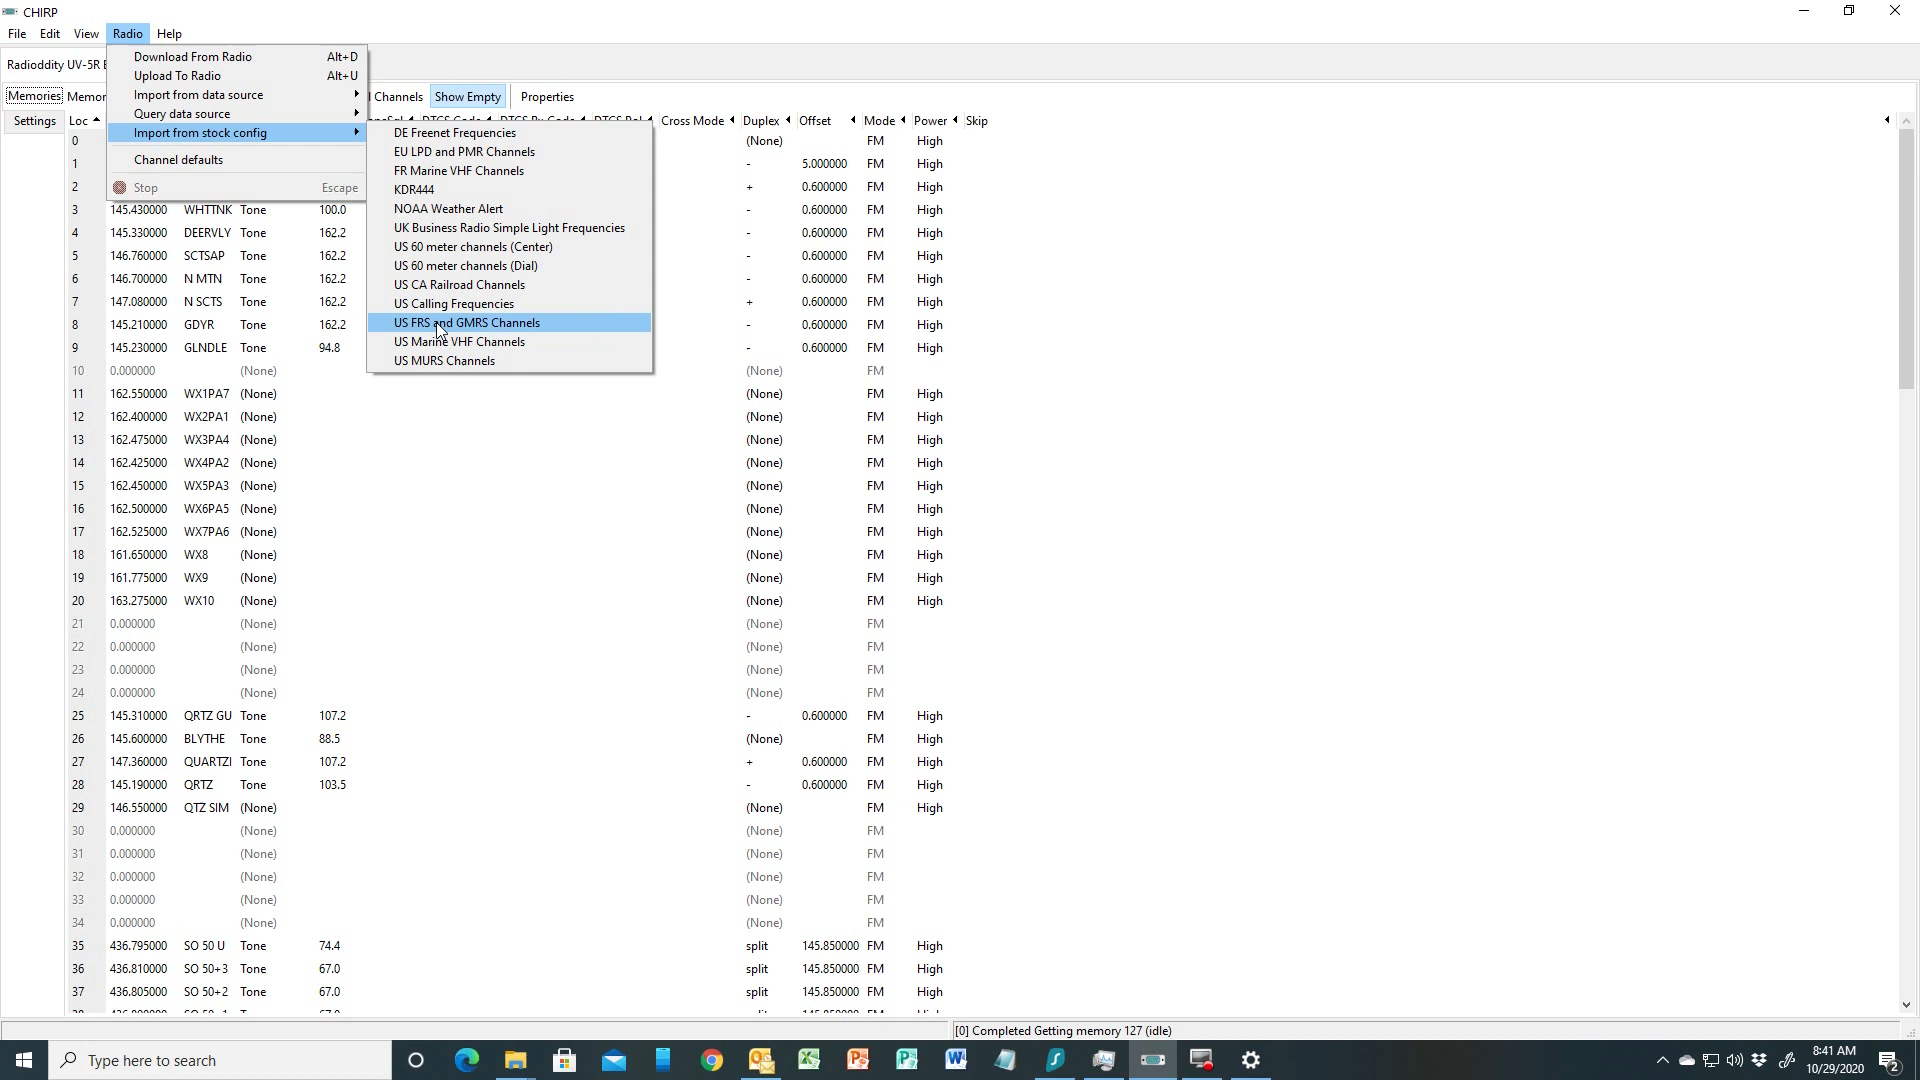 CHIRP
File Edit View Radio Help
Radioddity UV-5R
Download From Radio Alt+D
Upload To Radio Alt+U
Import from data source
Query data source
Import from stock config
Channel defaults
Stop Escape
Memories Channels Show Empty Properties
Settings Loc Cross Mode Duplex Offset Mode Power Skip
DE Freenet Frequencies
EU LPD and PMR Channels
FR Marine VHF Channels
KDR444
NOAA Weather Alert
UK Business Radio Simple Light Frequencies
US 60 meter channels (Center)
US 60 meter channels (Dial)
US CA Railroad Channels
US Calling Frequencies
US FRS and GMRS Channels
US Marine VHF Channels
US MURS Channels
0 (None) FM High
1 - 5.000000 FM High
2 + 0.600000 FM High
3 145.430000 WHTTNK Tone 100.0 - 0.600000 FM High
4 145.330000 DEERVLY Tone 162.2 - 0.600000 FM High
5 146.760000 SCTSAP Tone 162.2 - 0.600000 FM High
6 146.700000 N MTN Tone 162.2 - 0.600000 FM High
7 147.080000 N SCTS Tone 162.2 + 0.600000 FM High
8 145.210000 GDYR Tone 162.2 - 0.600000 FM High
9 145.230000 GLNDLE Tone 94.8 - 0.600000 FM High
10 0.000000 (None) (None) FM
11 162.550000 WX1PA7 (None) (None) FM High
12 162.400000 WX2PA1 (None) (None) FM High
13 162.475000 WX3PA4 (None) (None) FM High
14 162.425000 WX4PA2 (None) (None) FM High
15 162.450000 WX5PA3 (None) (None) FM High
16 162.500000 WX6PA5 (None) (None) FM High
17 162.525000 WX7PA6 (None) (None) FM High
18 161.650000 WX8 (None) (None) FM High
19 161.775000 WX9 (None) (None) FM High
20 163.275000 WX10 (None) (None) FM High
21 0.000000 (None) (None) FM
22 0.000000 (None) (None) FM
23 0.000000 (None) (None) FM
24 0.000000 (None) (None) FM
25 145.310000 QRTZ GU Tone 107.2 - 0.600000 FM High
26 145.600000 BLYTHE Tone 88.5 (None) FM High
27 147.360000 QUARTZI Tone 107.2 + 0.600000 FM High
28 145.190000 QRTZ Tone 103.5 - 0.600000 FM High
29 146.550000 QTZ SIM (None) (None) FM High
30 0.000000 (None) (None) FM
31 0.000000 (None) (None) FM
32 0.000000 (None) (None) FM
33 0.000000 (None) (None) FM
34 0.000000 (None) (None) FM
35 436.795000 SO 50 U Tone 74.4 split 145.850000 FM High
36 436.810000 SO 50+3 Tone 67.0 split 145.850000 FM High
37 436.805000 SO 50+2 Tone 67.0 split 145.850000 FM High
[0] Completed Getting memory 127 (idle)
Type here to search
8:41 AM
10/29/2020
2